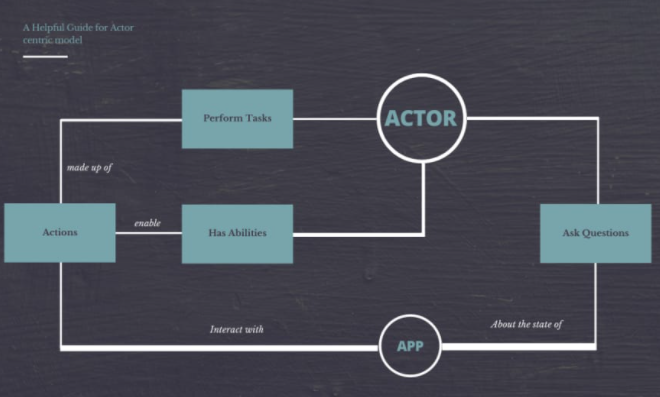 A Helpful Guide for Actor
centric model
Perform Tasks
ACTOR
made up of
Actions
enable
Has Abilities
Ask Questions
Interact with
About the state of
APP